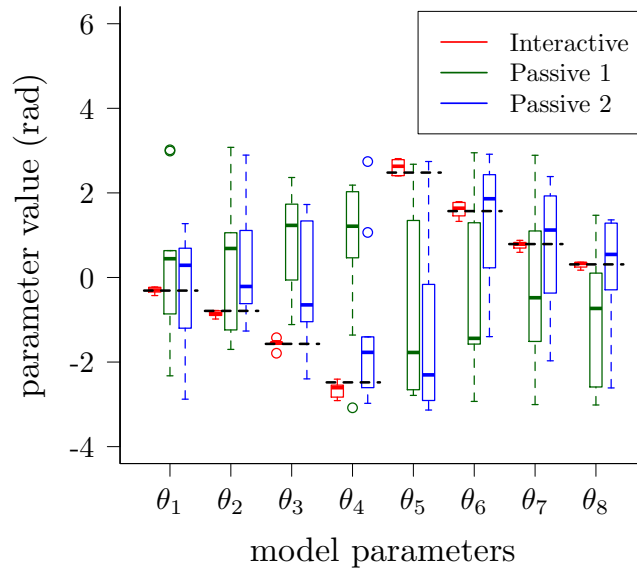 Interactive
Passive 1
Passive 2
parameter value (rad)
6
4
2
0
-2
-4
θ1 θ2 θ3 θ4 θ5 θ6 θ7 θ8
model parameters